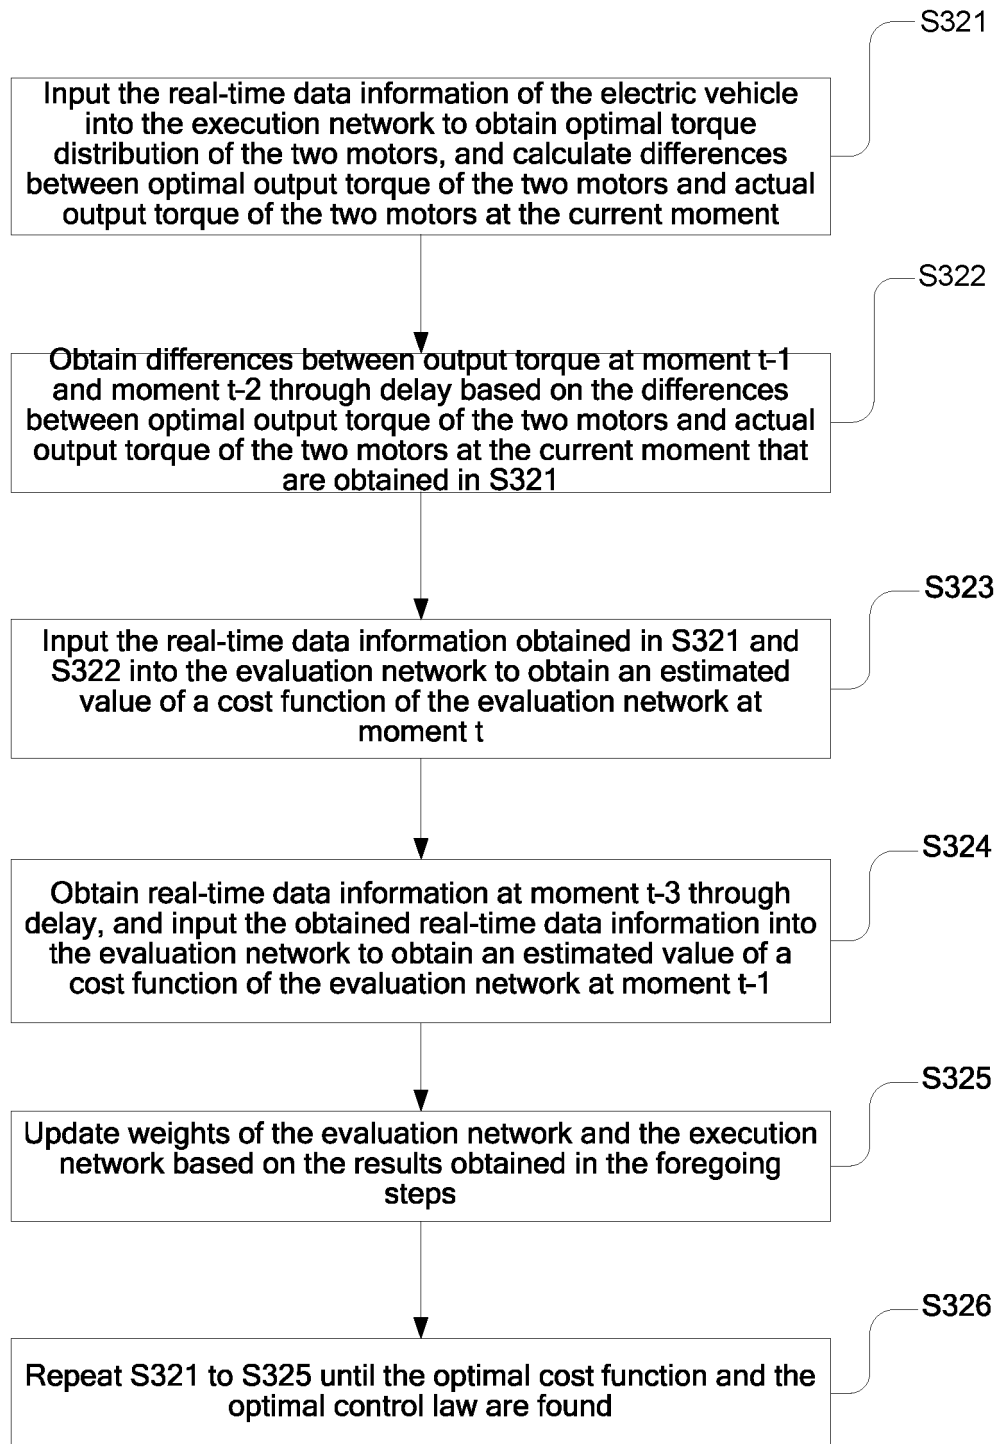 S321
Input the real-time data information of the electric vehicle
into the execution network to obtain optimal torque
distribution of the two motors, and calculate differences
between optimal output torque of the two motors and actual
output torque of the two motors at the current moment
S322
Obtain differences between output torque at moment t-1
and moment t-2 through delay based on the differences
between optimal output torque of the two motors and actual
output torque of the two motors at the current moment that
are obtained in S321
S323
Input the real-time data information obtained in S321 and
S322 into the evaluation network to obtain an estimated
value of a cost function of the evaluation network at
moment t
S324
Obtain real-time data information at moment t-3 through
delay, and input the obtained real-time data information into
the evaluation network to obtain an estimated value of a
cost function of the evaluation network at moment t-1
S325
Update weights of the evaluation network and the execution
network based on the results obtained in the foregoing
steps
S326
Repeat S321 to S325 until the optimal cost function and the
optimal control law are found